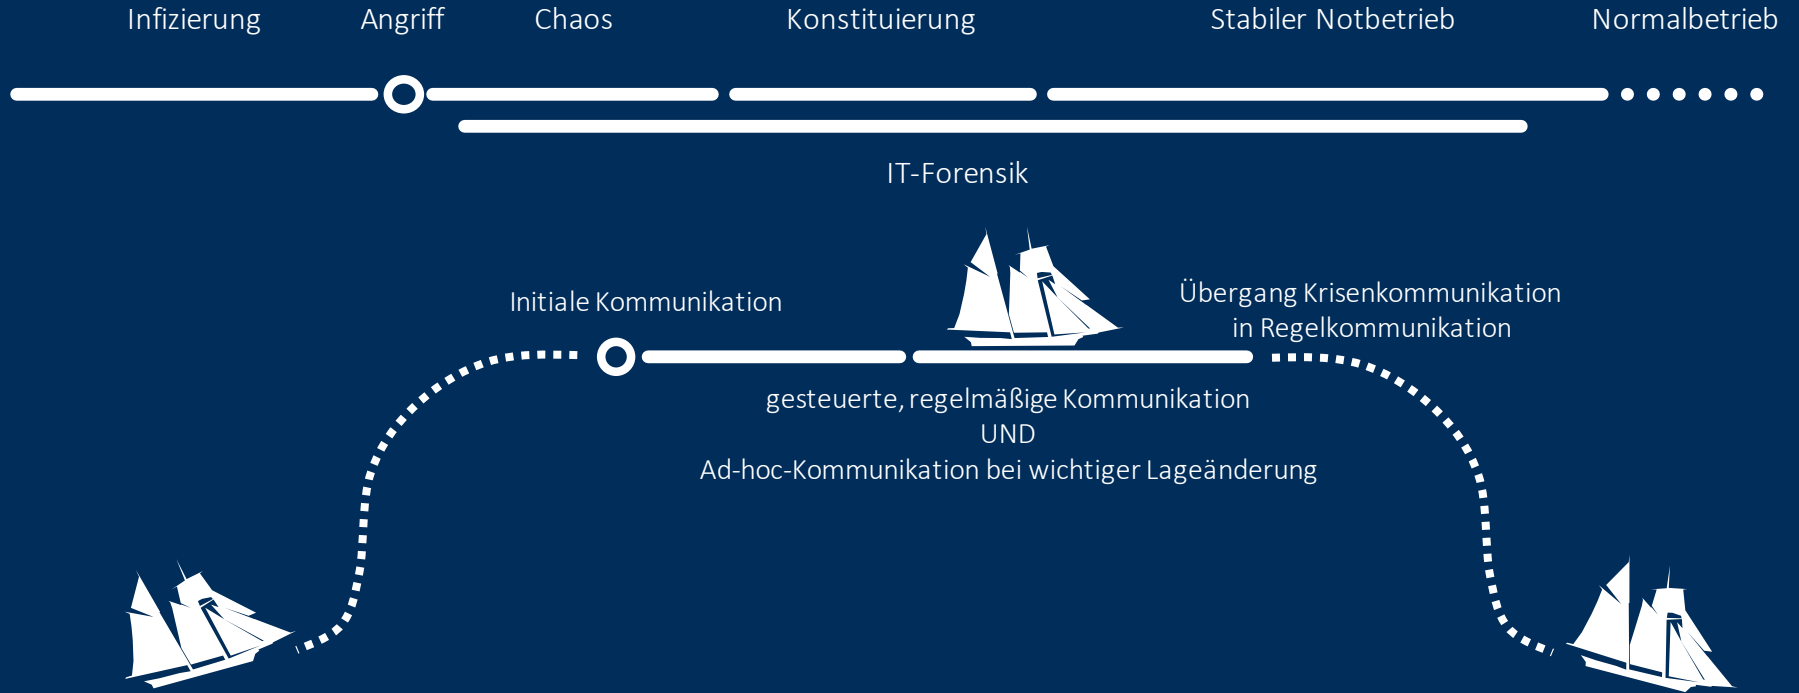 Infizierung
Angriff
Chaos
Konstituierung
Stabiler Notbetrieb
Normalbetrieb
IT-Forensik
Initiale Kommunikation
Übergang Krisenkommunikation
in Regelkommunikation
gesteuerte, regelmäßige Kommunikation
UND
Ad-hoc-Kommunikation bei wichtiger Lageänderung